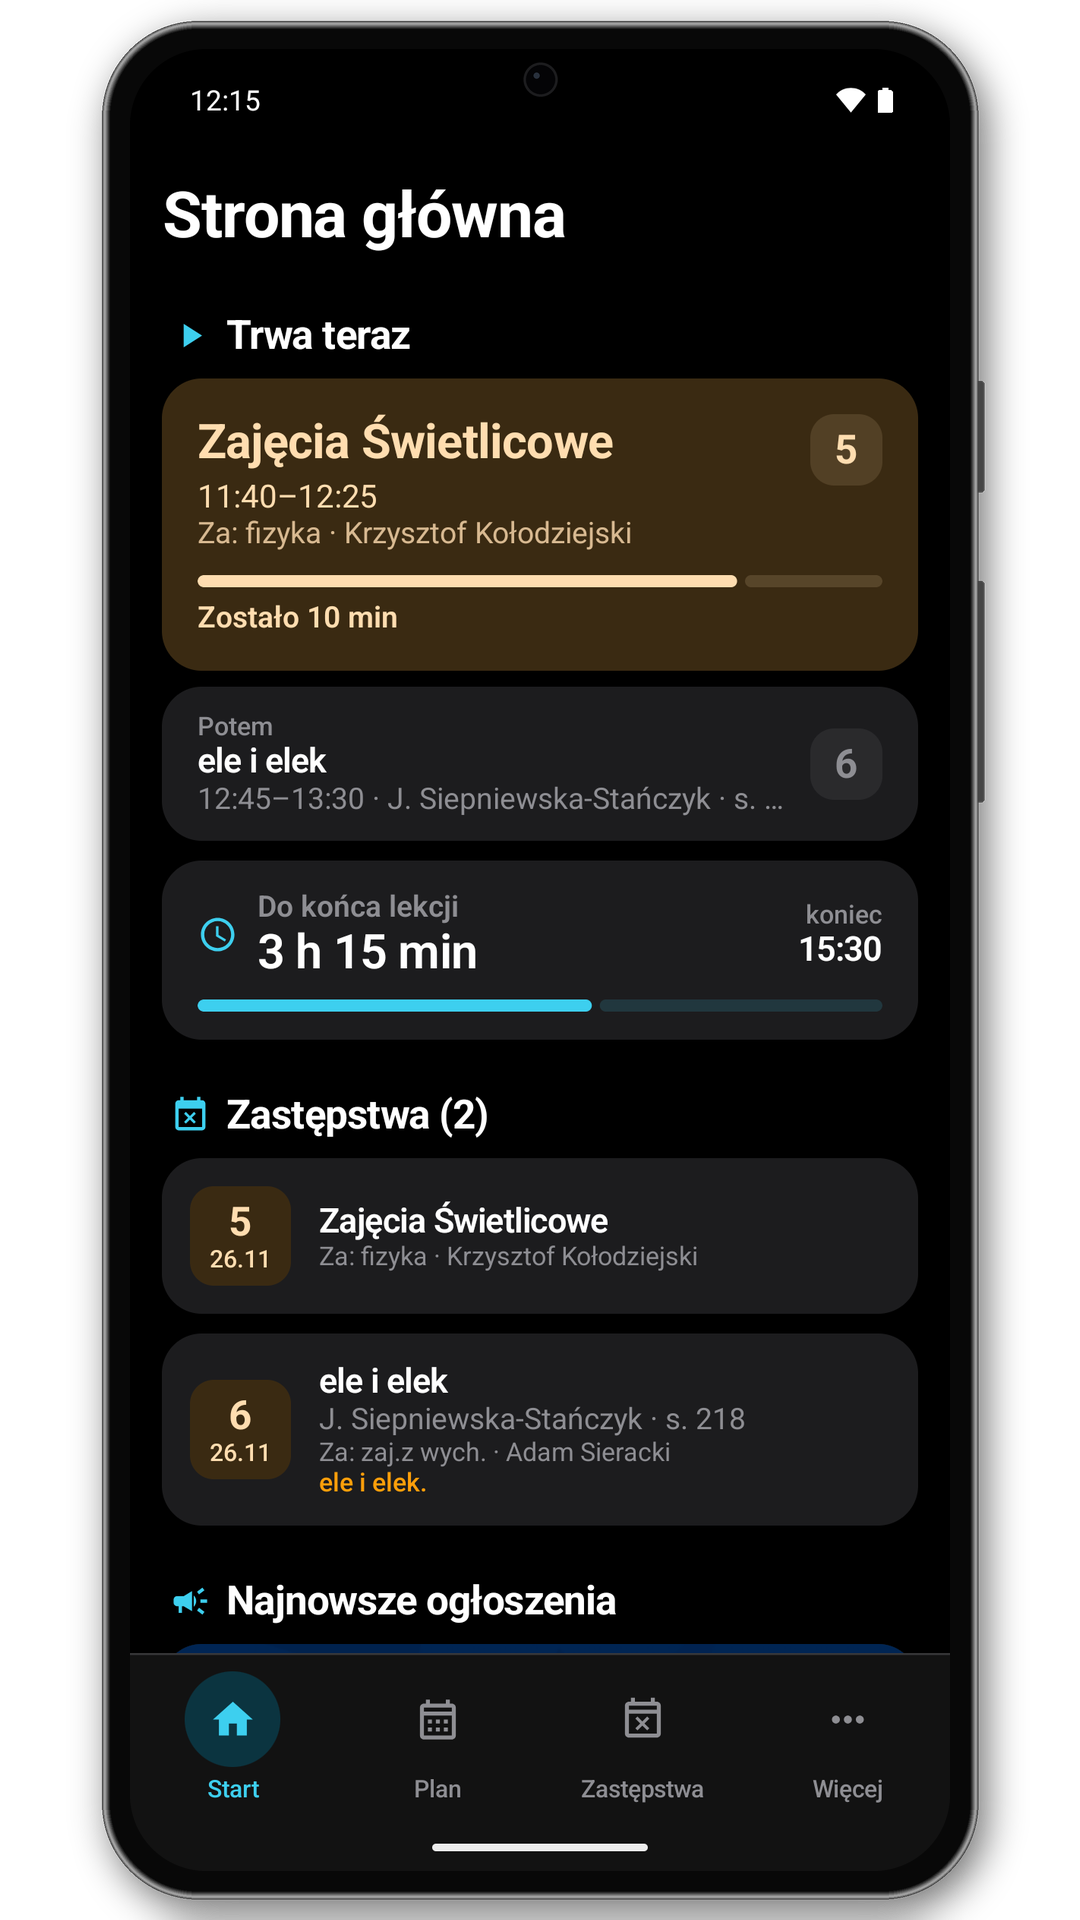 12:15
Strona główna
Trwa teraz
Zajęcia Świetlicowe
5
11:40–12:25
Za: fizyka · Krzysztof Kołodziejski
Zostało 10 min
Potem
ele i elek
6
12:45–13:30 · J. Siepniewska-Stańczyk · s. ...
Do końca lekcji
3 h 15 min
koniec
15:30
Zastępstwa (2)
5
26.11
Zajęcia Świetlicowe
Za: fizyka · Krzysztof Kołodziejski
6
26.11
ele i elek
J. Siepniewska-Stańczyk · s. 218
Za: zaj.z wych. · Adam Sieracki
ele i elek.
Najnowsze ogłoszenia
Start
Plan
Zastępstwa
Więcej